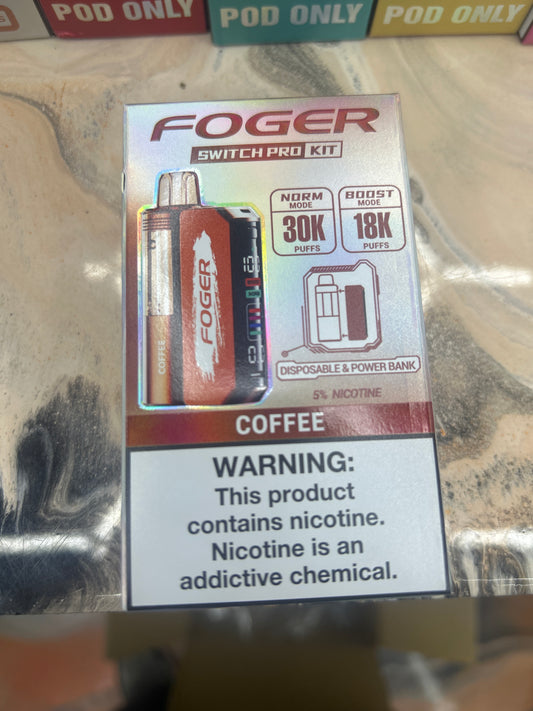 POD ONLY
POD ONLY
POD ONLY
FOGER
SWITCH PRO KIT
NORM
MODE
30K
PUFFS
BOOST
MODE
18K
PUFFS
FOGER
COFFEE
DISPOSABLE & POWER BANK
5% NICOTINE
COFFEE
WARNING:
This product
contains nicotine.
Nicotine is an
addictive chemical.